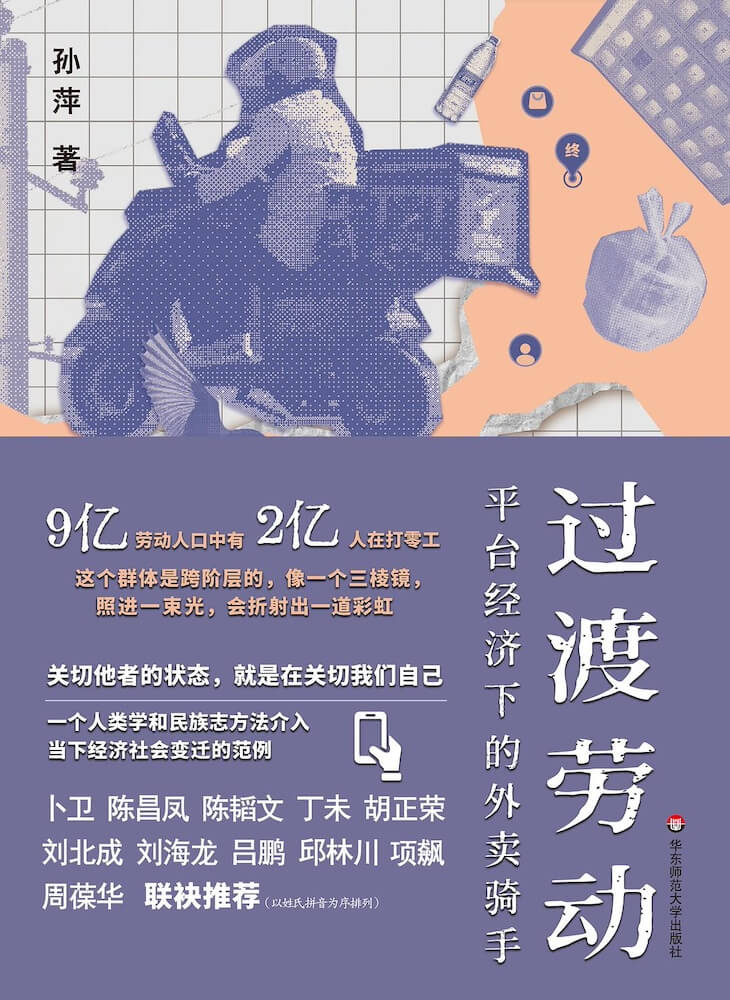 孙萍 著
终
过渡劳动
平台经济下的外卖骑手
9亿劳动人口中有2亿人在打零工
这个群体是跨阶层的，像一个三棱镜，
照进一束光，会折射出一道彩虹
关切他者的状态，就是在关切我们自己
一个人类学和民族志方法介入
当下经济社会变迁的范例
卜卫 陈昌凤 陈韬文 丁未 胡正荣
刘北成 刘海龙 吕鹏 邱林川 项飙
周葆华 联袂推荐（以姓氏拼音为序排列）
华东师范大学出版社